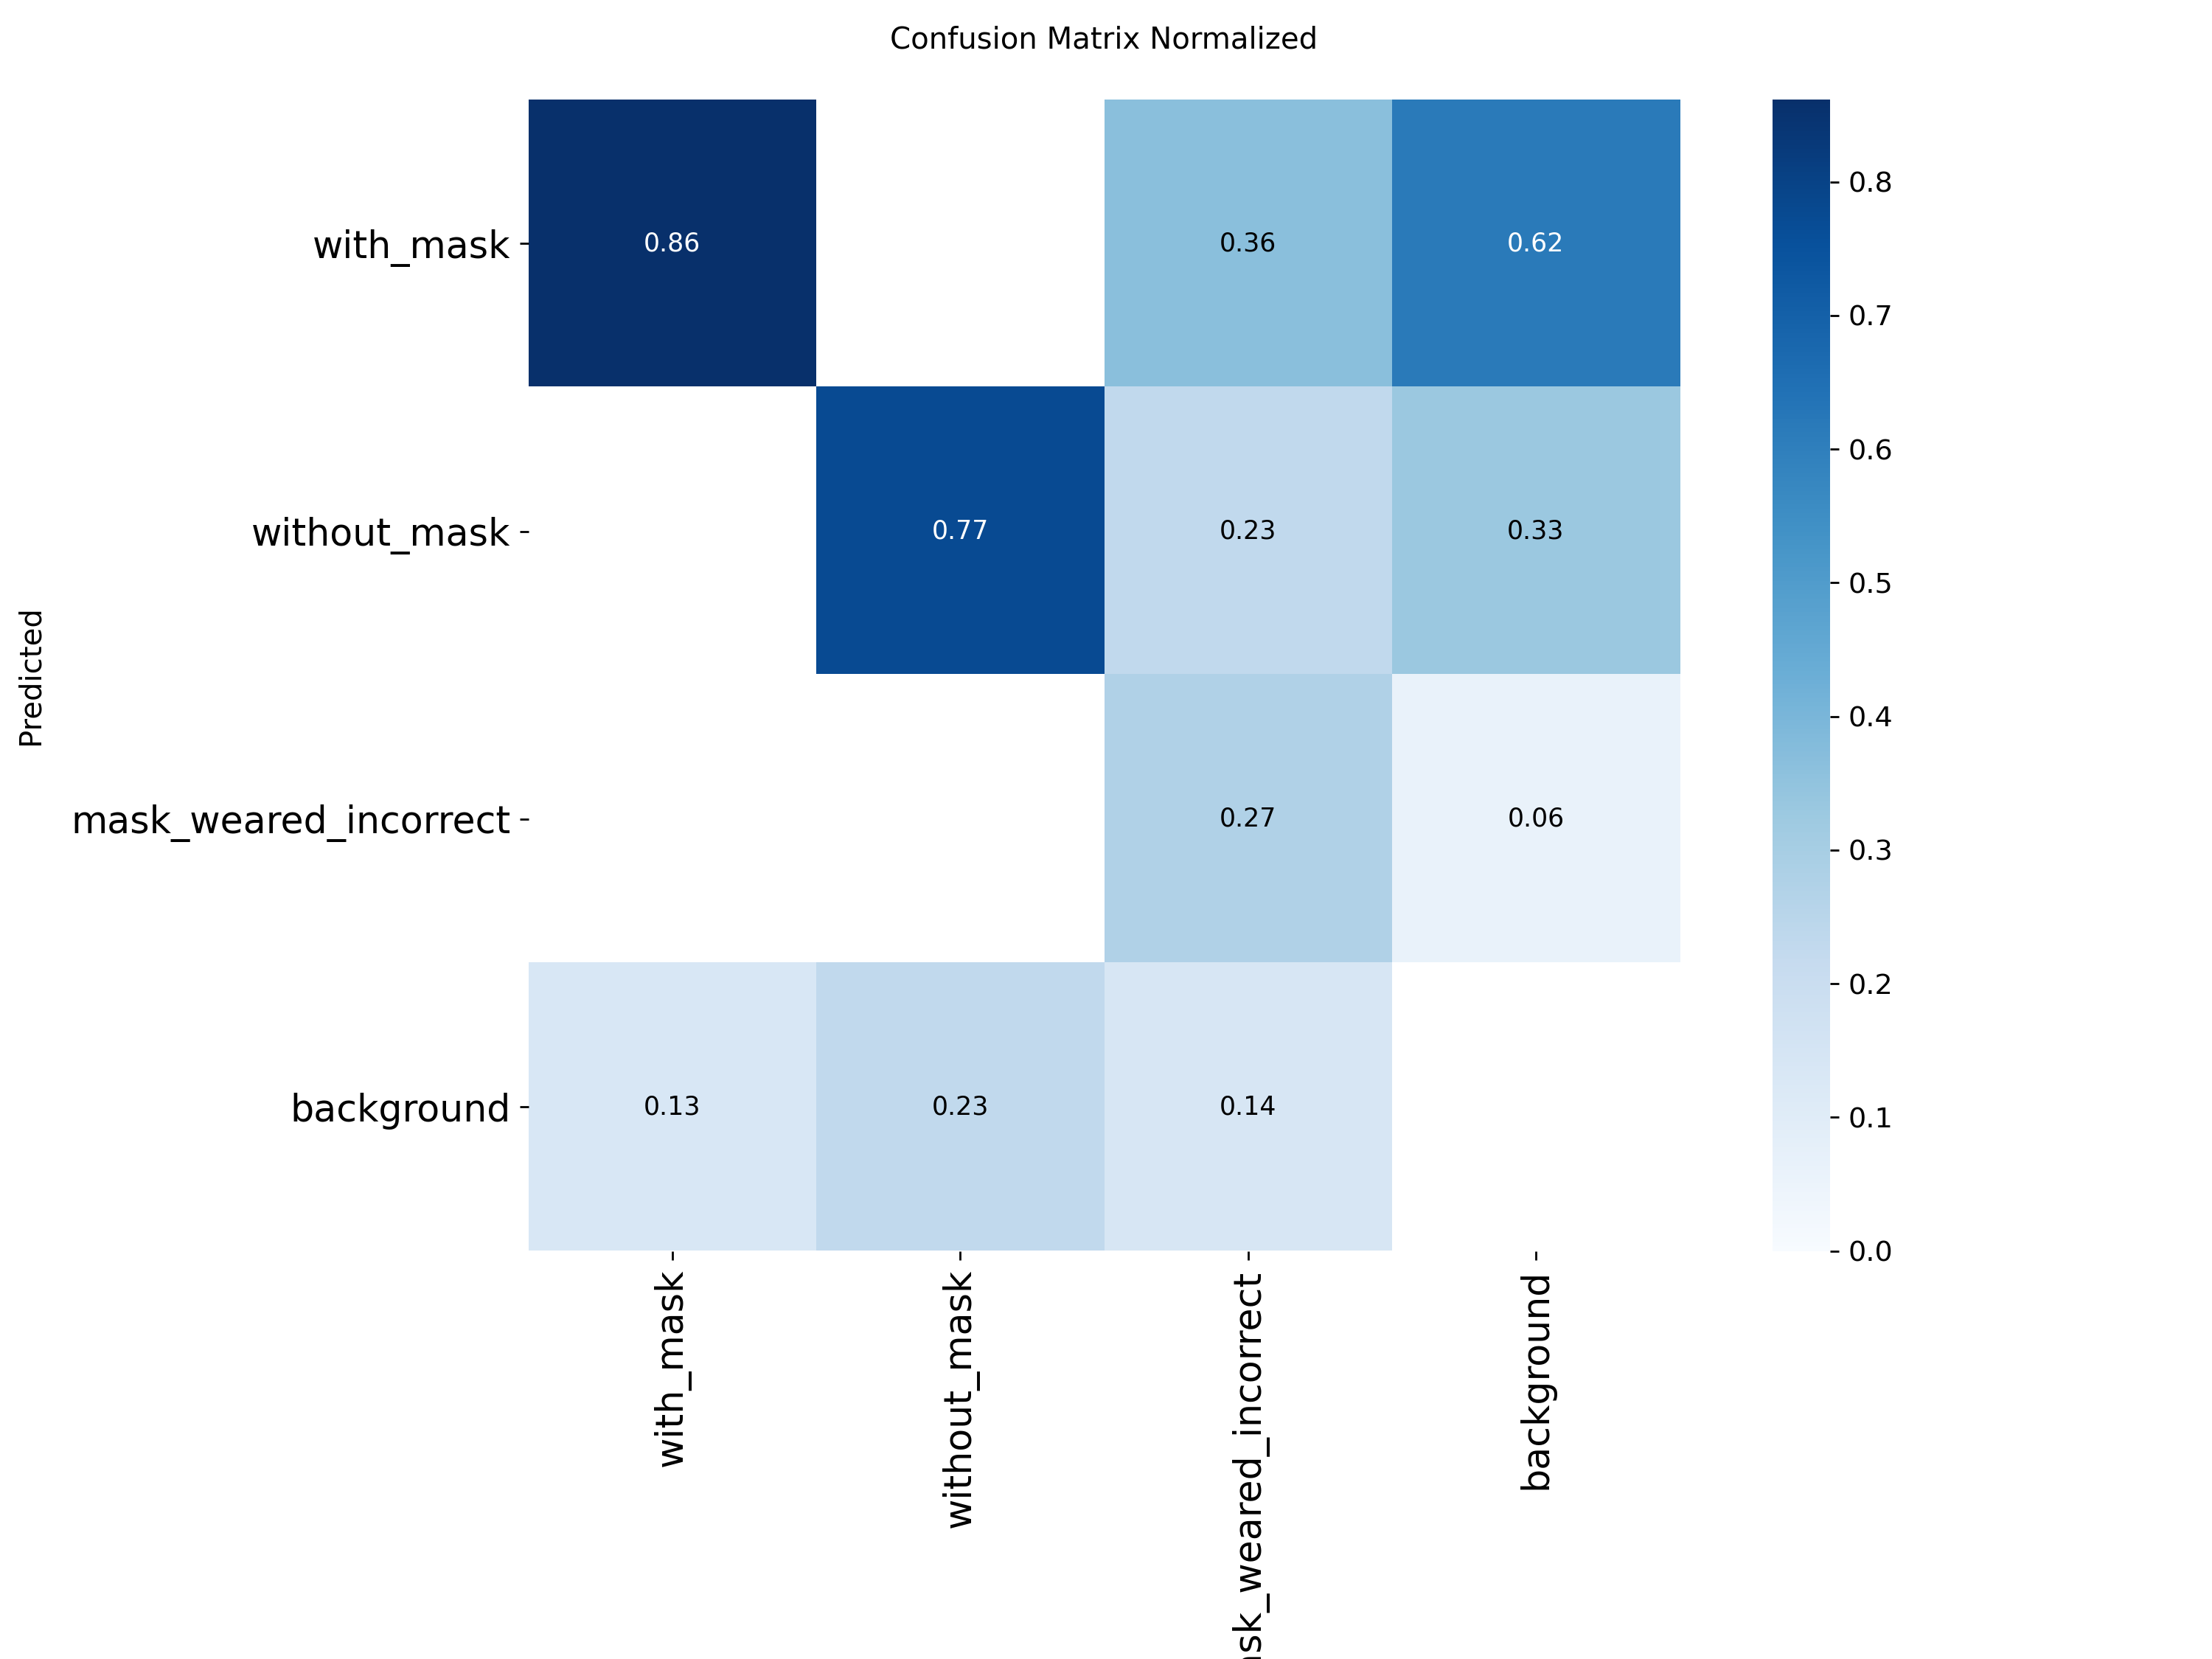 Confusion Matrix Normalized
with_mask
0.86
0.36
0.62
without_mask
0.77
0.23
0.33
mask_weared_incorrect
0.27
0.06
background
0.13
0.23
0.14
Predicted
with_mask
without_mask
ask_weared_incorrect
background
0.8
0.7
0.6
0.5
0.4
0.3
0.2
0.1
0.0